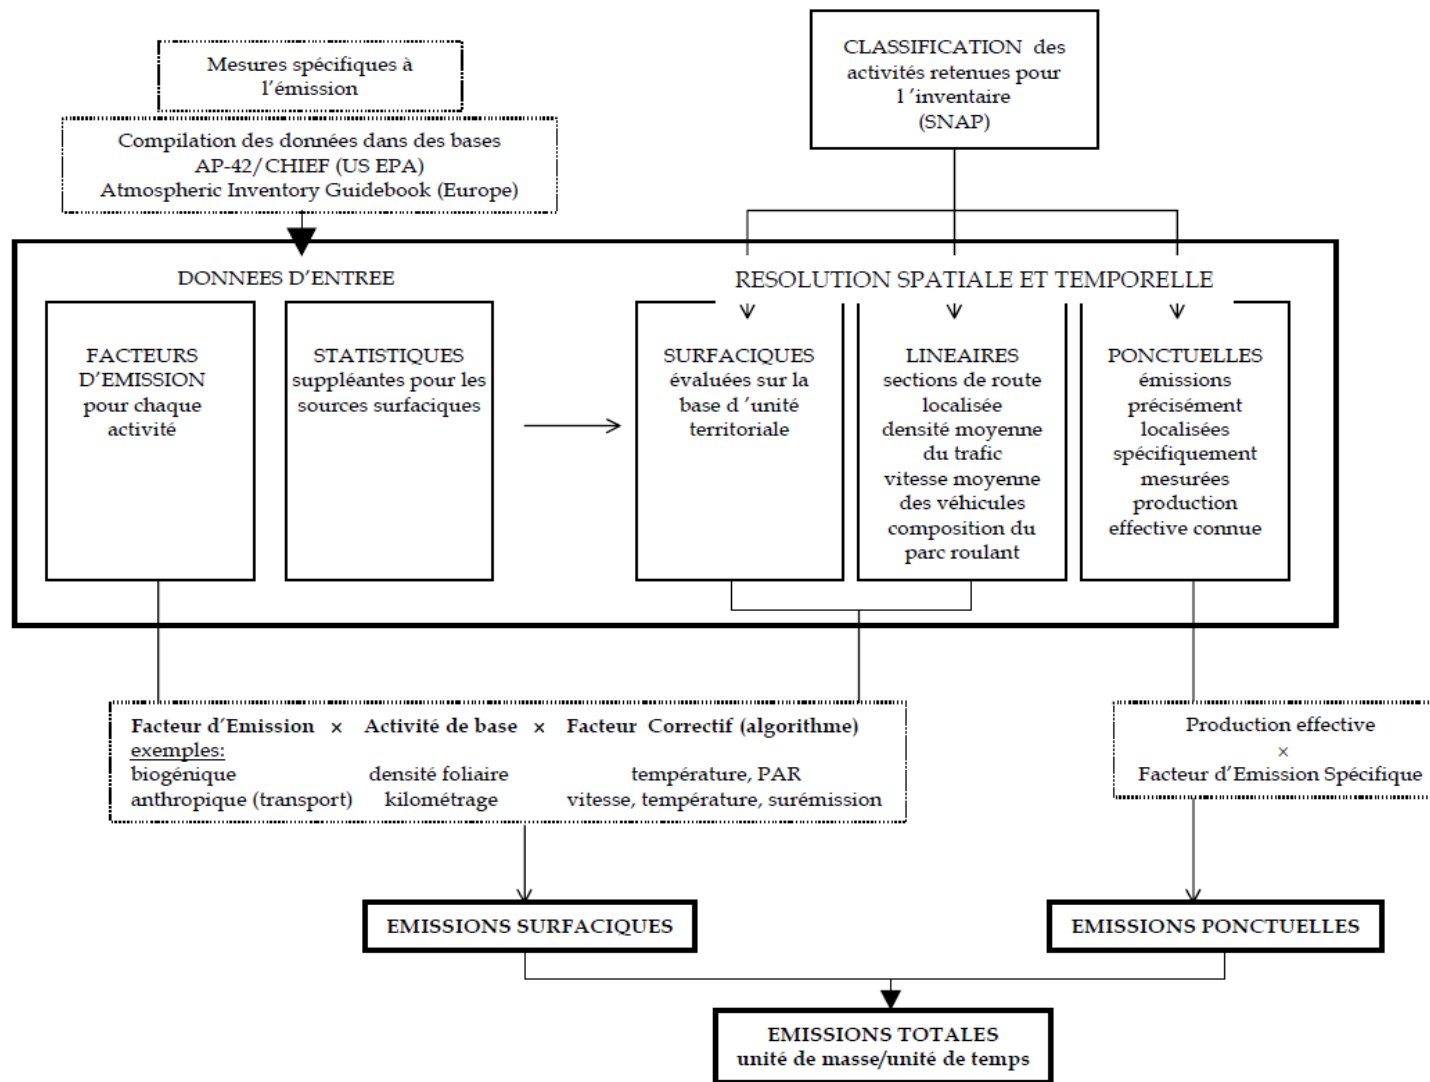 Mesures spécifiques à
l'émission
Compilation des données dans des bases
AP-42/CHIEF (US EPA)
Atmospheric Inventory Guidebook (Europe)
CLASSIFICATION des
activités retenues pour
l 'inventaire
(SNAP)
DONNEES D'ENTREE
RESOLUTION SPATIALE ET TEMPORELLE
FACTEURS
D'EMISSION
pour chaque
activité
STATISTIQUES
suppléantes pour les
sources surfaciques
SURFACIQUES
évaluées sur la
base d 'unité
territoriale
LINEAIRES
sections de route
localisée
densité moyenne
du trafic
vitesse moyenne
des véhicules
composition du
parc roulant
PONCTUELLES
émissions
précisément
localisées
spécifiquement
mesurées
production
effective connue
Facteur d'Emission × Activité de base × Facteur Correctif (algorithme)
exemples:
biogénique densité foliaire température, PAR
anthropique (transport) kilométrage vitesse, température, surémission
Production effective
×
Facteur d'Emission Spécifique
EMISSIONS SURFACIQUES
EMISSIONS PONCTUELLES
EMISSIONS TOTALES
unité de masse/unité de temps